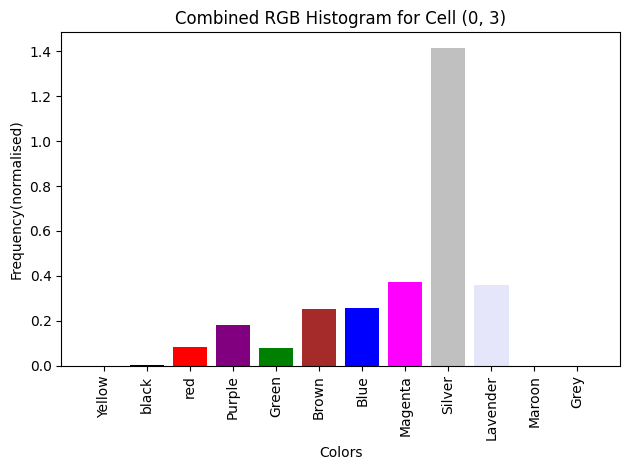 Combined RGB Histogram for Cell (0, 3)
Frequency(normalised)
1.4
1.2
1.0
0.8
0.6
0.4
0.2
0.0
Yellow
black
red
Purple
Green
Brown
Blue
Magenta
Silver
Lavender
Maroon
Grey
Colors